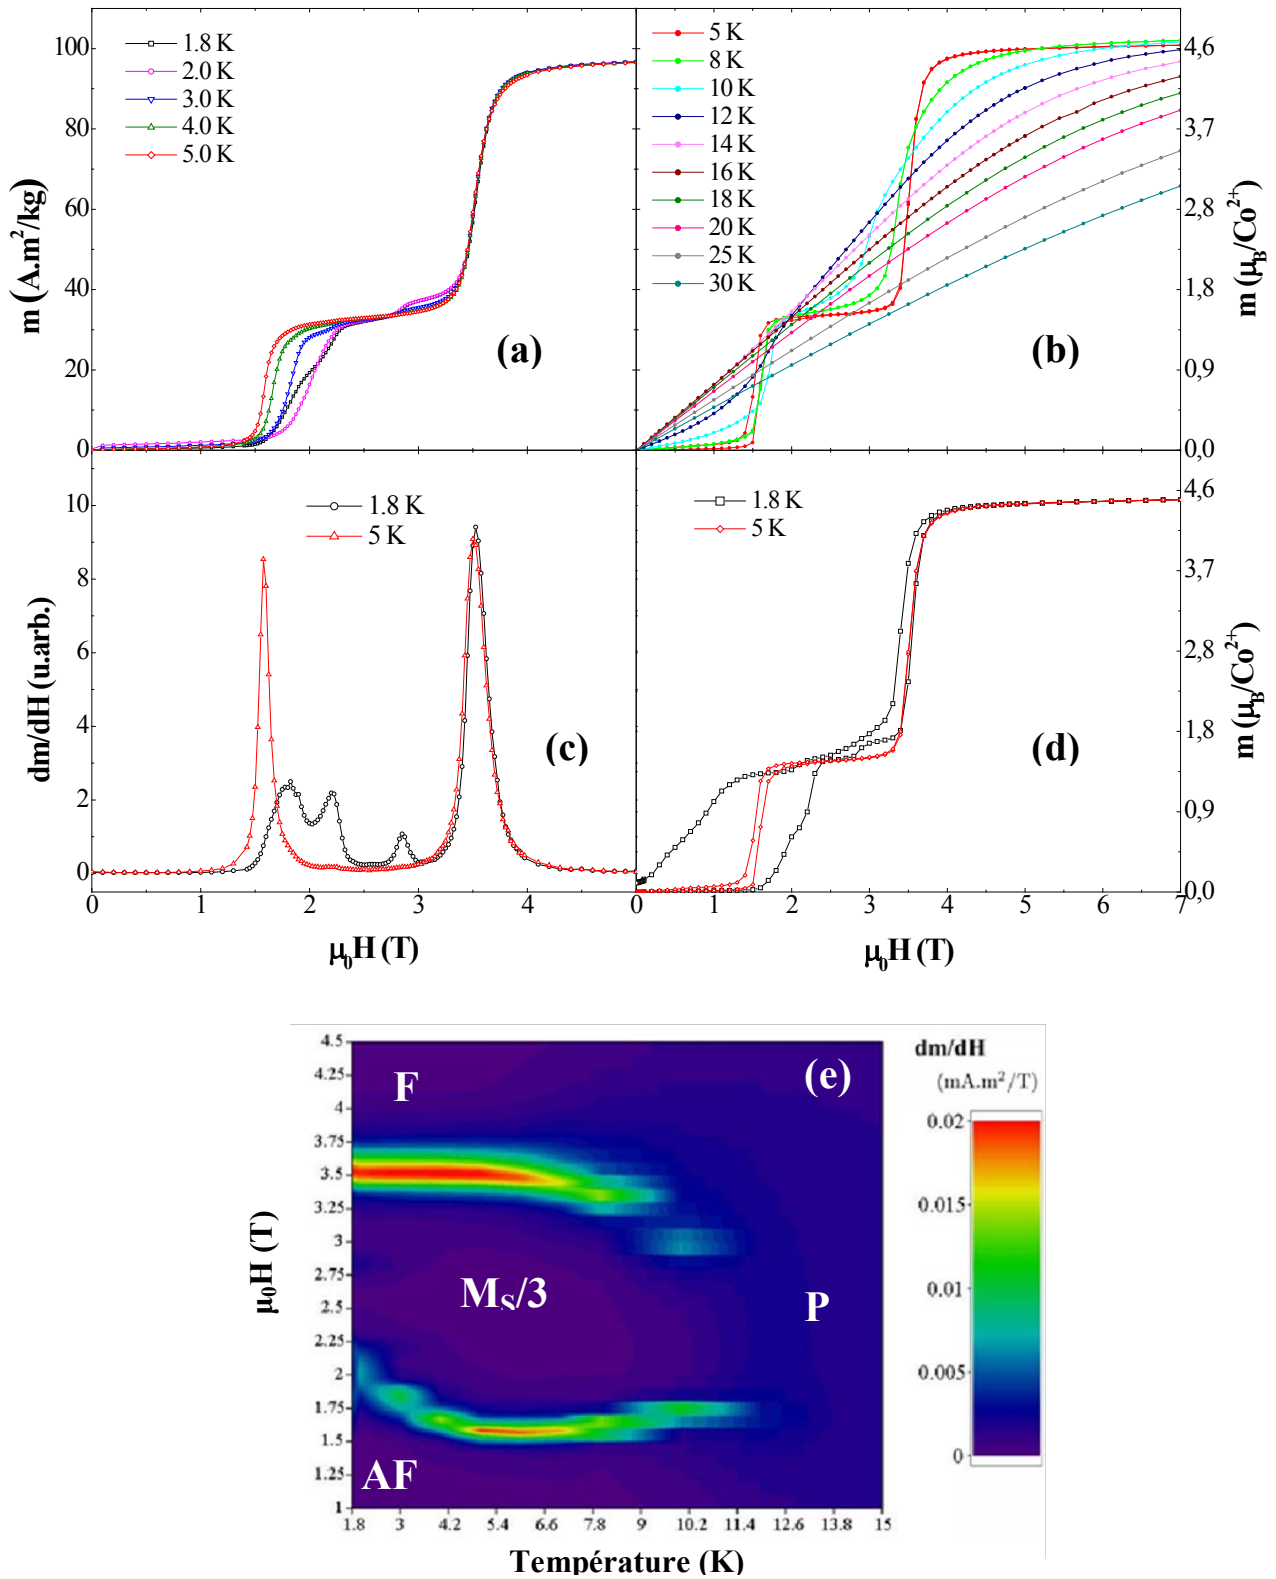 100
80
60
40
20
0
m (A.m²/kg)
1.8 K
2.0 K
3.0 K
4.0 K
5.0 K
(a)
5 K
8 K
10 K
12 K
14 K
16 K
18 K
20 K
25 K
30 K
(b)
4.6
3,7
2,8
1,8
0,9
0,0
m (μB/Co²⁺)
10
8
6
4
2
0
dm/dH (u.arb.)
1.8 K
5 K
(c)
0 1 2 3 4
μ0H (T)
1.8 K
5 K
(d)
4,6
3,7
2,8
1,8
0,9
0,0
m (μB/Co²⁺)
0 1 2 3 4 5 6 7
μ0H (T)
4.5
4.25
4
3.75
3.5
3.25
3
2.75
2.5
2.25
2
1.75
1.5
1.25
1
μ0H (T)
F
(e)
MS/3
P
AF
1.8 3 4.2 5.4 6.6 7.8 9 10.2 11.4 12.6 13.8 15
Température (K)
dm/dH
(mA.m²/T)
0.02
0.015
0.01
0.005
0